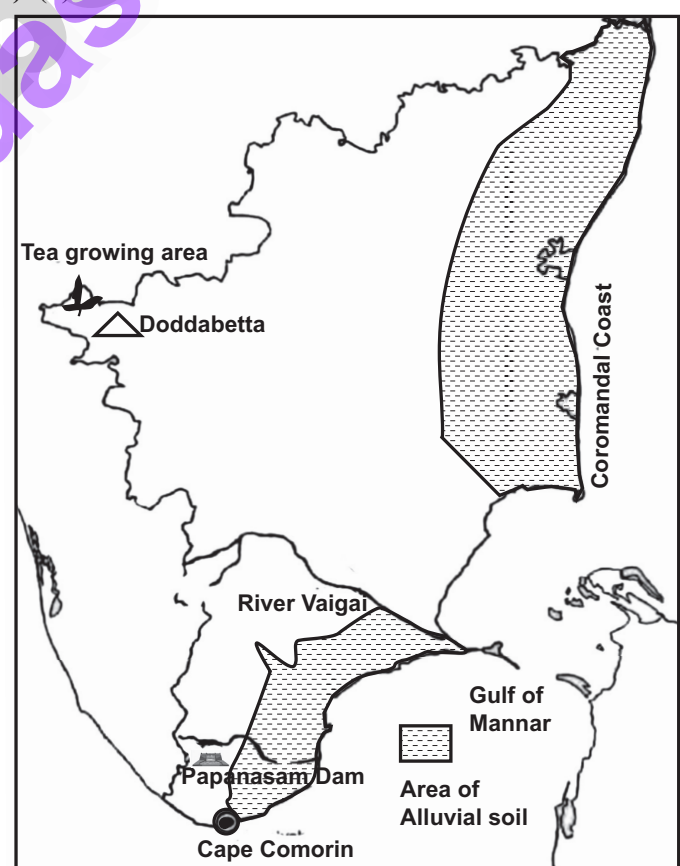 Tea growing area
Doddabetta
Coromandal Coast
River Vaigai
Gulf of
Mannar
Papanasam Dam
Area of
Alluvial soil
Cape Comorin